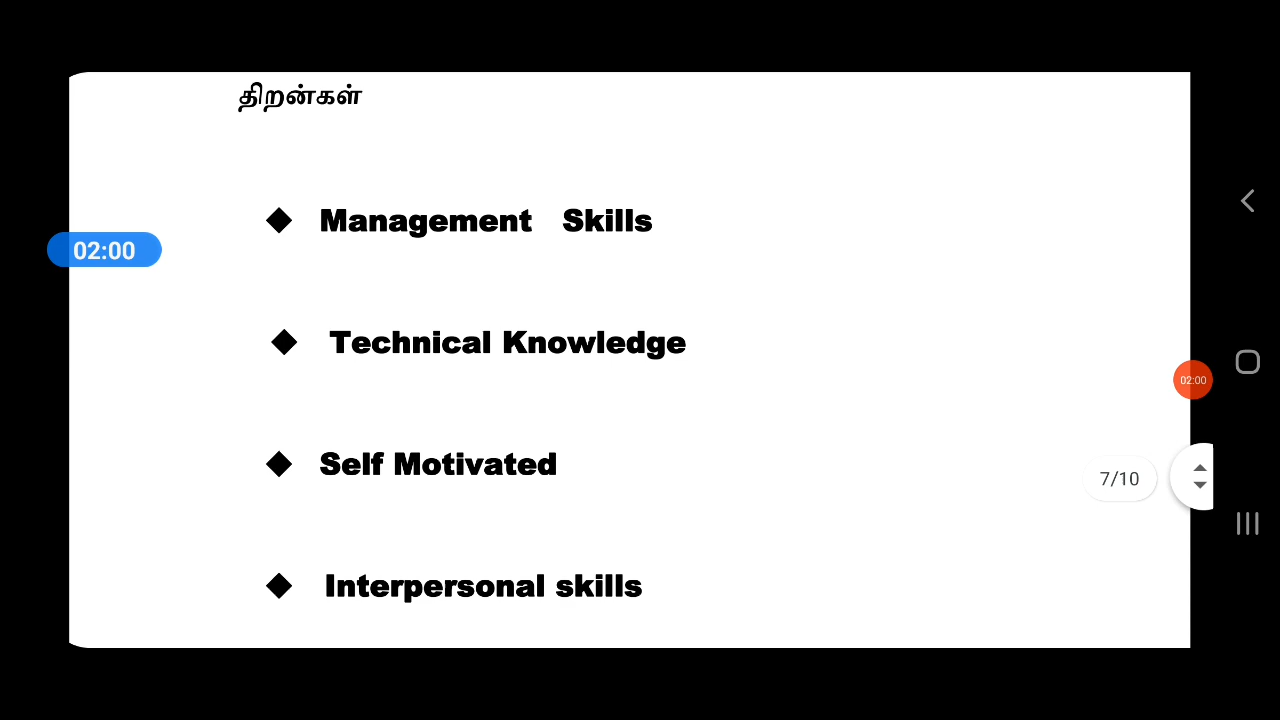 திறன்கள்
◆ Management Skills
02:00
◆ Technical Knowledge
02:00
◆ Self Motivated
7/10
◆ Interpersonal skills